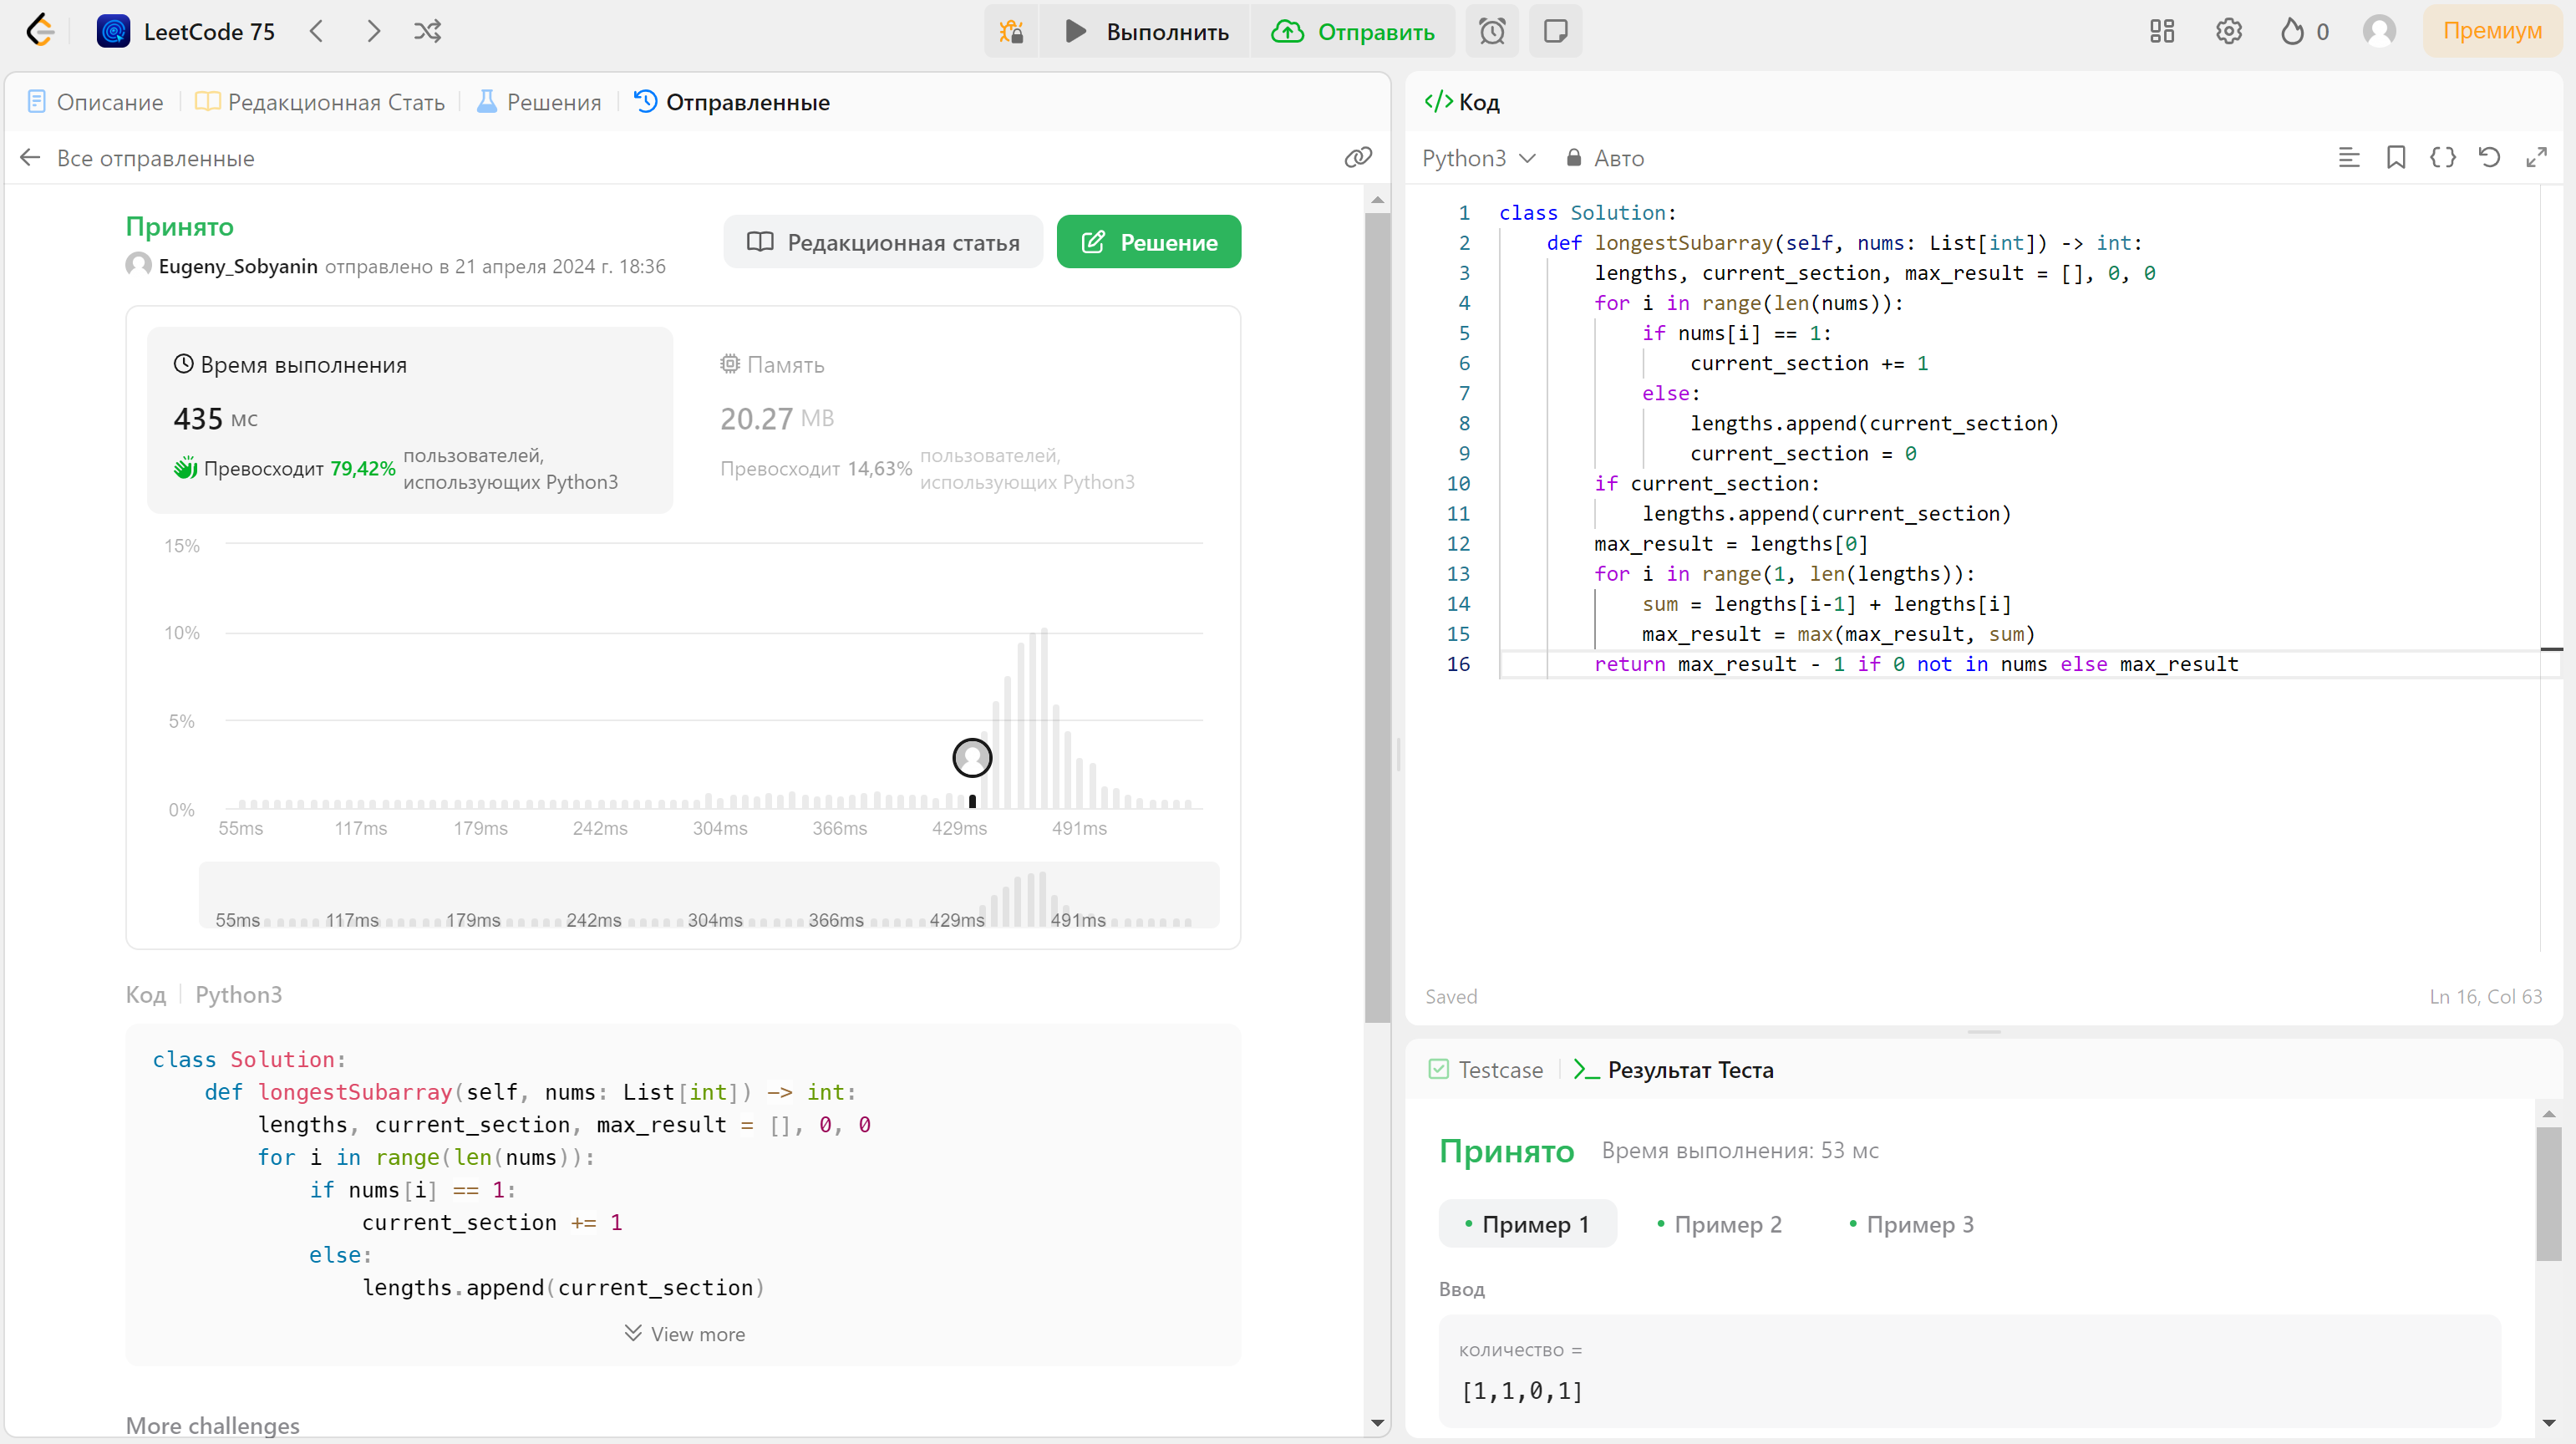 LeetCode 75
Выполнить
Отправить
0
Премиум
Описание
Редакционная Стать
Решения
Отправленные
Все отправленные
Принято
Eugeny_Sobyanin отправлено в 21 апреля 2024 г. 18:36
Редакционная статья
Решение
Время выполнения
435 мс
Превосходит 79,42% пользователей, использующих Python3
Память
20.27 MB
Превосходит 14,63% пользователей, использующих Python3
15%
10%
5%
0%
55ms 117ms 179ms 242ms 304ms 366ms 429ms 491ms
55ms 117ms 179ms 242ms 304ms 366ms 429ms 491ms
Код
Python3
class Solution:
    def longestSubarray(self, nums: List[int]) -> int:
        lengths, current_section, max_result = [], 0, 0
        for i in range(len(nums)):
            if nums[i] == 1:
                current_section += 1
            else:
                lengths.append(current_section)
View more
More challenges
</> Код
Python3
Авто
1 class Solution:
2     def longestSubarray(self, nums: List[int]) -> int:
3         lengths, current_section, max_result = [], 0, 0
4         for i in range(len(nums)):
5             if nums[i] == 1:
6                 current_section += 1
7             else:
8                 lengths.append(current_section)
9                 current_section = 0
10         if current_section:
11             lengths.append(current_section)
12         max_result = lengths[0]
13         for i in range(1, len(lengths)):
14             sum = lengths[i-1] + lengths[i]
15             max_result = max(max_result, sum)
16         return max_result - 1 if 0 not in nums else max_result
Saved
Ln 16, Col 63
Testcase
Результат Теста
Принято
Время выполнения: 53 мс
Пример 1
Пример 2
Пример 3
Ввод
количество =
[1,1,0,1]